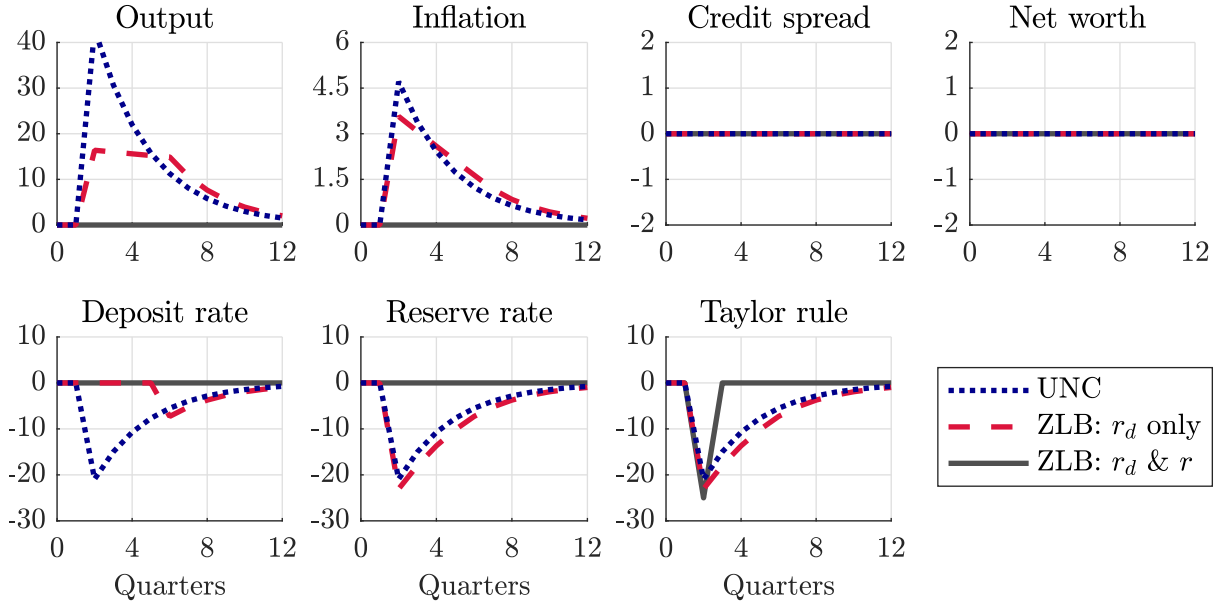 Output
Inflation
Credit spread
Net worth
40
30
20
10
0
0 4 8 12
6
4.5
3
1.5
0
0 4 8 12
2
1
0
-1
-2
0 4 8 12
2
1
0
-1
-2
0 4 8 12
Deposit rate
Reserve rate
Taylor rule
10
0
-10
-20
-30
0 4 8 12
Quarters
10
0
-10
-20
-30
0 4 8 12
Quarters
10
0
-10
-20
-30
0 4 8 12
Quarters
UNC
ZLB: r_d only
ZLB: r_d & r